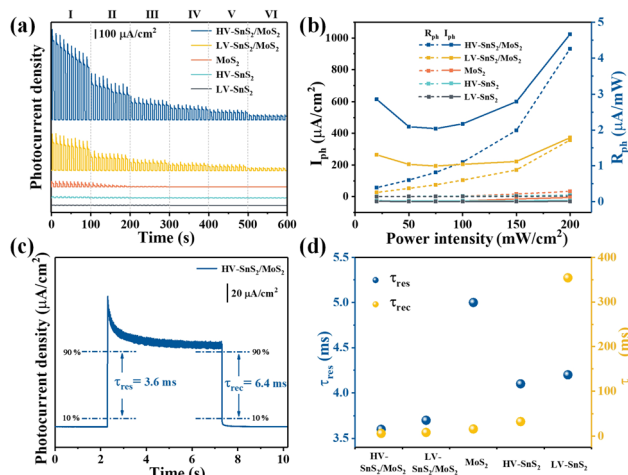 (a)
I II III IV V VI
100 μA/cm²
HV-SnS₂/MoS₂
LV-SnS₂/MoS₂
MoS₂
HV-SnS₂
LV-SnS₂
Photocurrent density
0 100 200 300 400 500 600
Time (s)
(b)
R_ph I_ph
HV-SnS₂/MoS₂
LV-SnS₂/MoS₂
MoS₂
HV-SnS₂
LV-SnS₂
I_ph (μA/cm²)
1000
800
600
400
200
0
R_ph (μA/mW)
5
4
3
2
1
0
0 50 100 150 200
Power intensity (mW/cm²)
(c)
HV-SnS₂/MoS₂
20 μA/cm²
Photocurrent density (μA/cm²)
90% 90%
τ_res = 3.6 ms τ_rec = 6.4 ms
10% 10%
0 2 4 6 8 10
Time (s)
(d)
τ_res
τ_rec
τ_res (ms)
5.5
5.0
4.5
4.0
3.5
400
300
200
100
0
τ (ms)
HV-SnS₂/MoS₂
LV-SnS₂/MoS₂
MoS₂
HV-SnS₂
LV-SnS₂